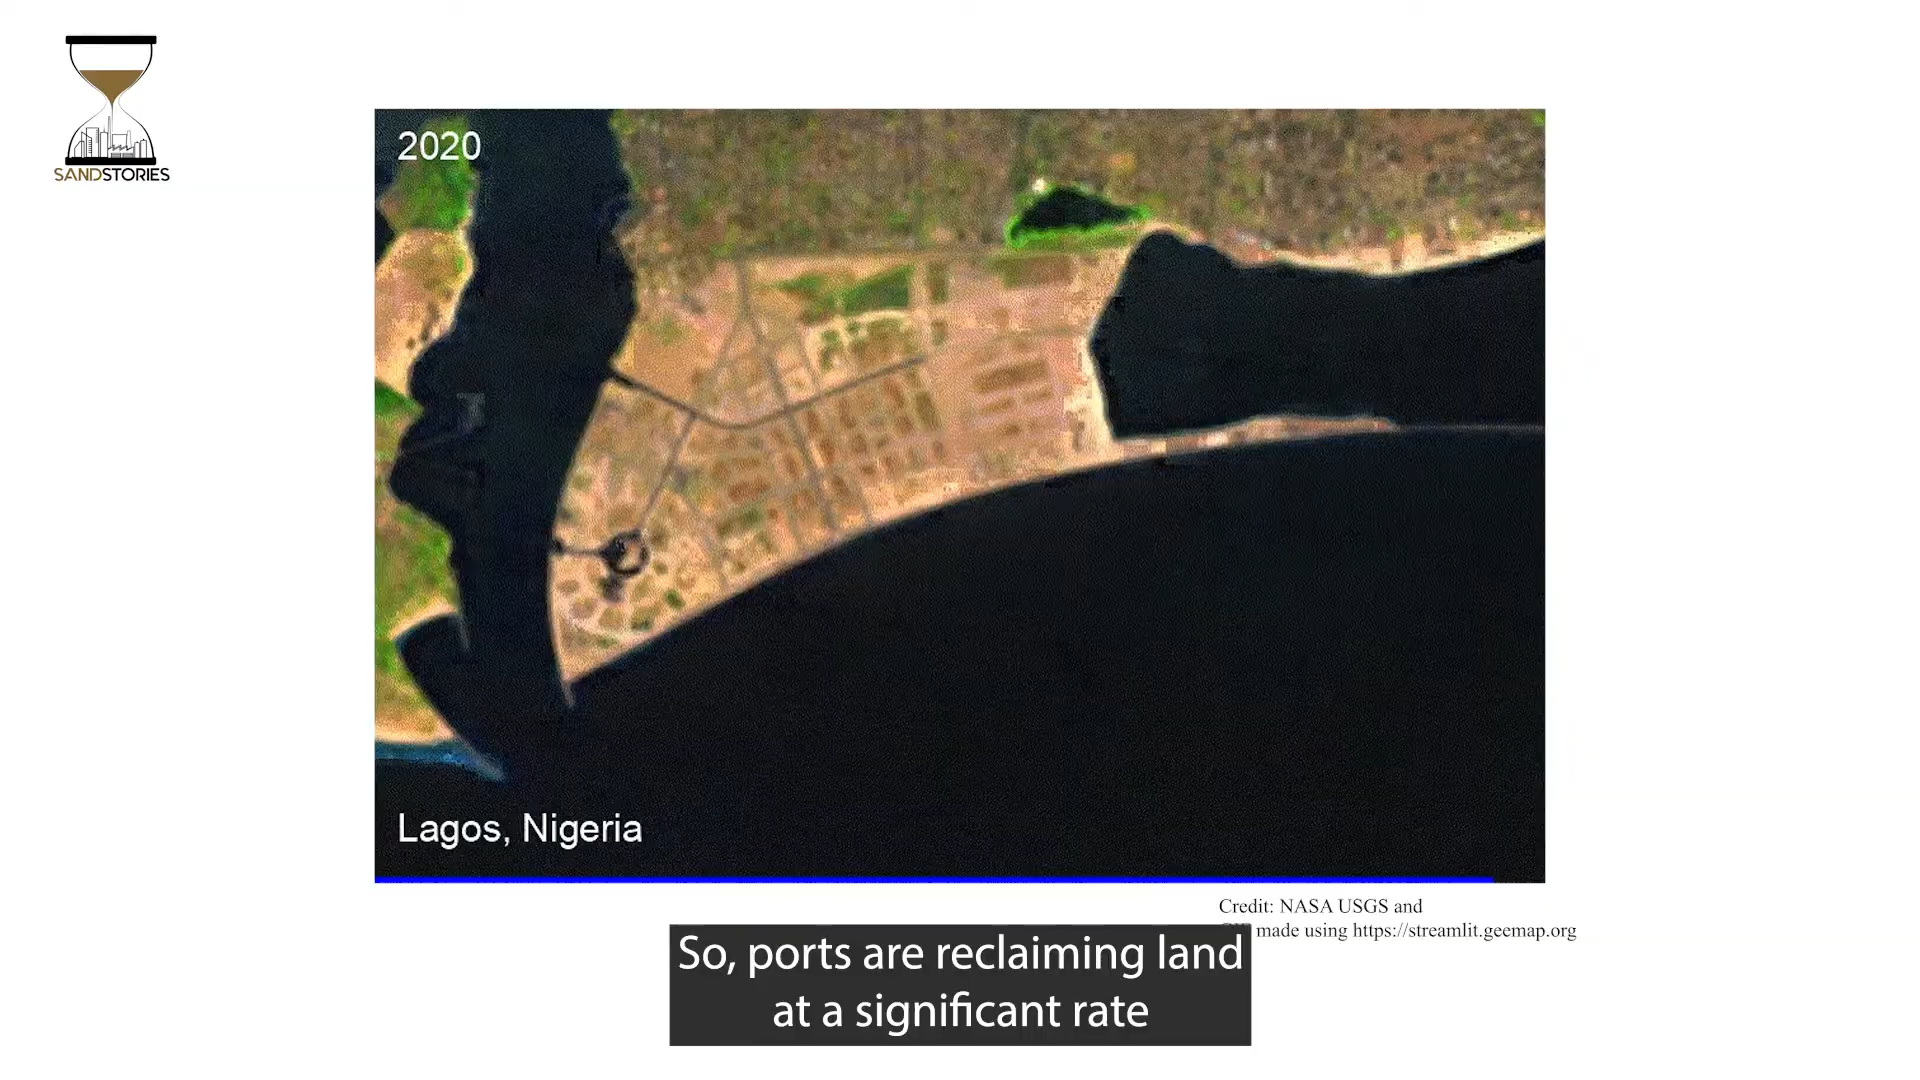 SANDSTORIES
2020
Lagos, Nigeria
Credit: NASA USGS and
made using https://streamlit.geemap.org
So, ports are reclaiming land
at a significant rate